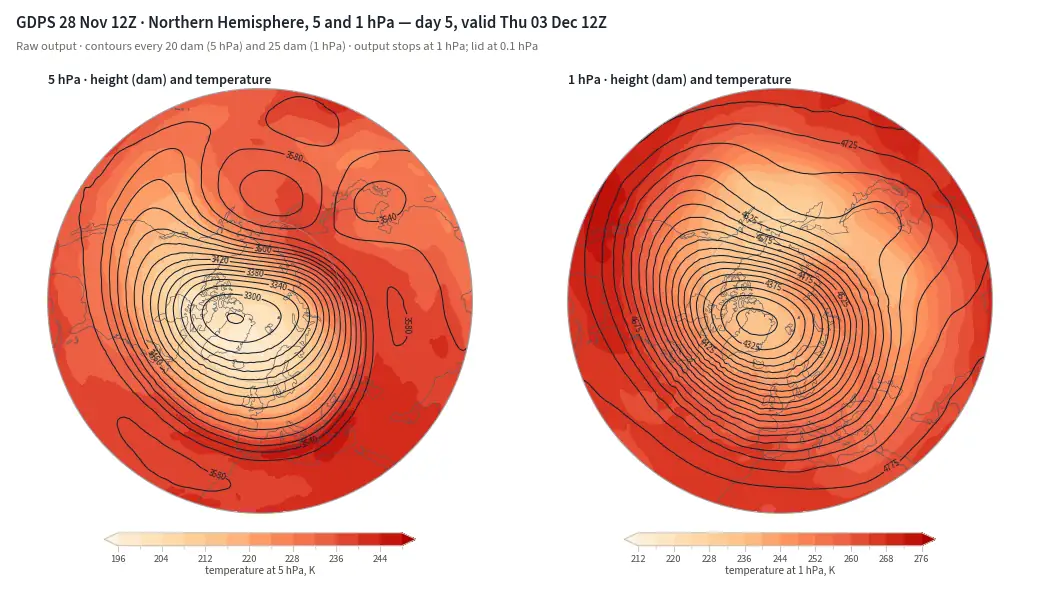 GDPS 28 Nov 12Z · Northern Hemisphere, 5 and 1 hPa — day 5, valid Thu 03 Dec 12Z
Raw output · contours every 20 dam (5 hPa) and 25 dam (1 hPa) · output stops at 1 hPa; lid at 0.1 hPa
5 hPa · height (dam) and temperature
1 hPa · height (dam) and temperature
3580
3540
3420
3380
3340
3300
3580
3580
4725
4375
4325
4675
4775
196 204 212 220 228 236 244
temperature at 5 hPa, K
212 220 228 236 244 252 260 268 276
temperature at 1 hPa, K